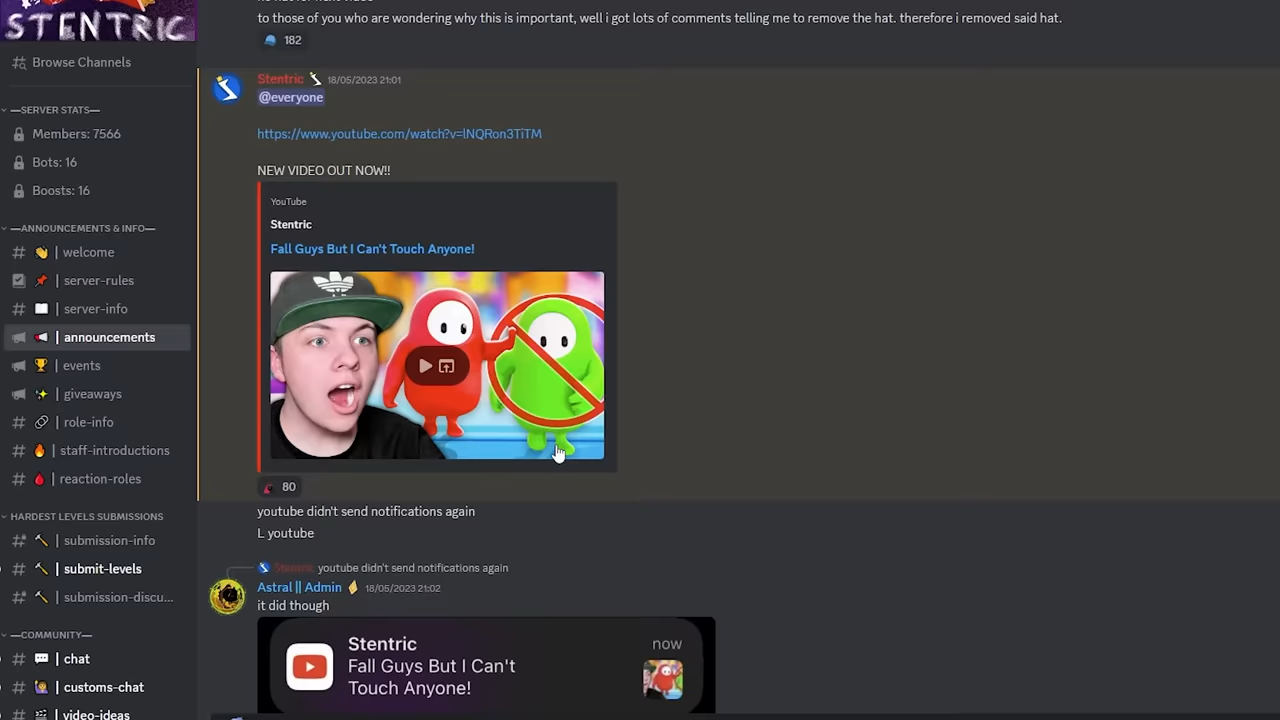 STENTRIC
Browse Channels
—SERVER STATS—
Members: 7566
Bots: 16
Boosts: 16
—ANNOUNCEMENTS & INFO—
| welcome
| server-rules
| server-info
| announcements
| events
| giveaways
| role-info
| staff-introductions
| reaction-roles
HARDEST LEVELS SUBMISSIONS
| submission-info
| submit-levels
| submission-discu...
—COMMUNITY—
| chat
| customs-chat
| video-ideas
to those of you who are wondering why this is important, well i got lots of comments telling me to remove the hat. therefore i removed said hat.
182
Stentric 18/05/2023 21:01
@everyone
https://www.youtube.com/watch?v=lNQRon3TiTM
NEW VIDEO OUT NOW!!
YouTube
Stentric
Fall Guys But I Can't Touch Anyone!
80
youtube didn't send notifications again
L youtube
Stentric youtube didn't send notifications again
Astral || Admin 18/05/2023 21:02
it did though
Stentric now
Fall Guys But I Can't
Touch Anyone!